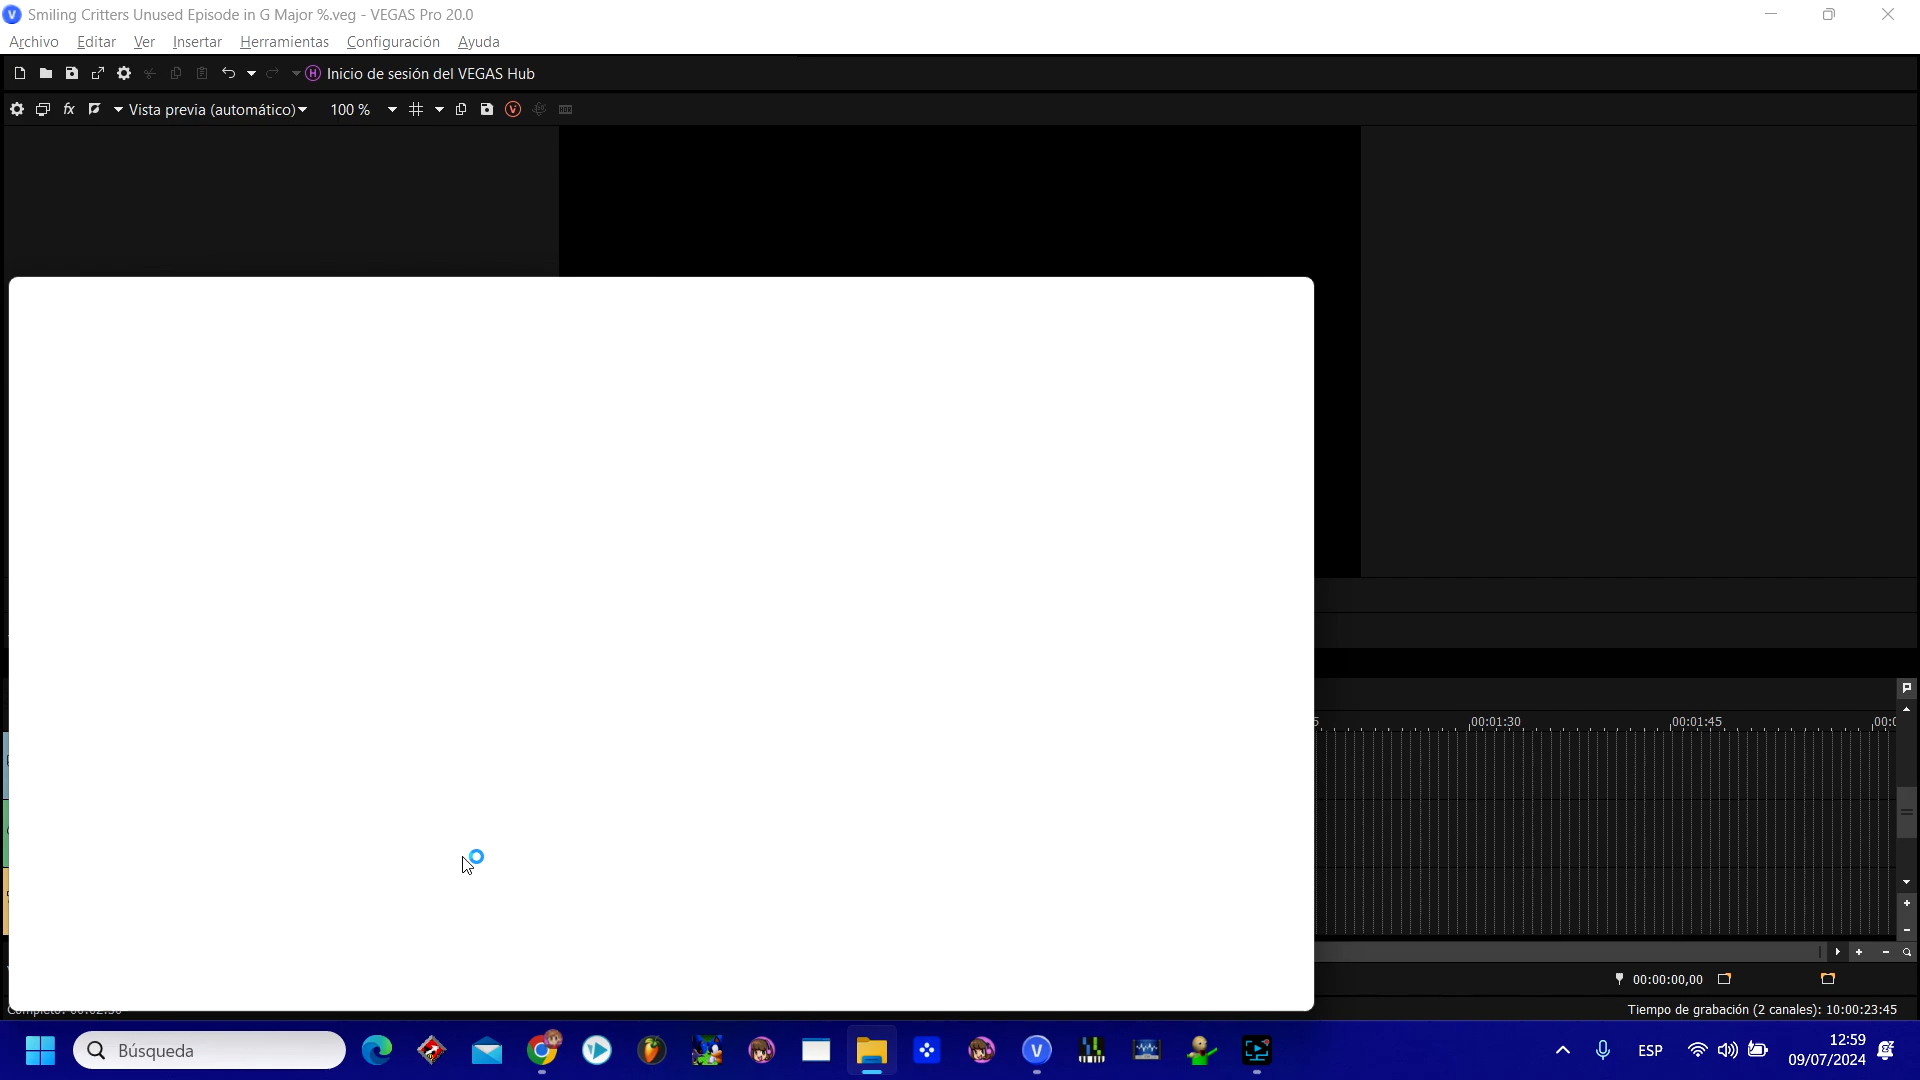 Smiling Critters Unused Episode in G Major %.veg - VEGAS Pro 20.0
Archivo Editar Ver Insertar Herramientas Configuración Ayuda
Inicio de sesión del VEGAS Hub
Vista previa (automático) 100 %
00:01:30 00:01:45
00:00:00,00
Tiempo de grabación (2 canales): 10:00:23:45
Búsqueda
ESP
12:59
09/07/2024